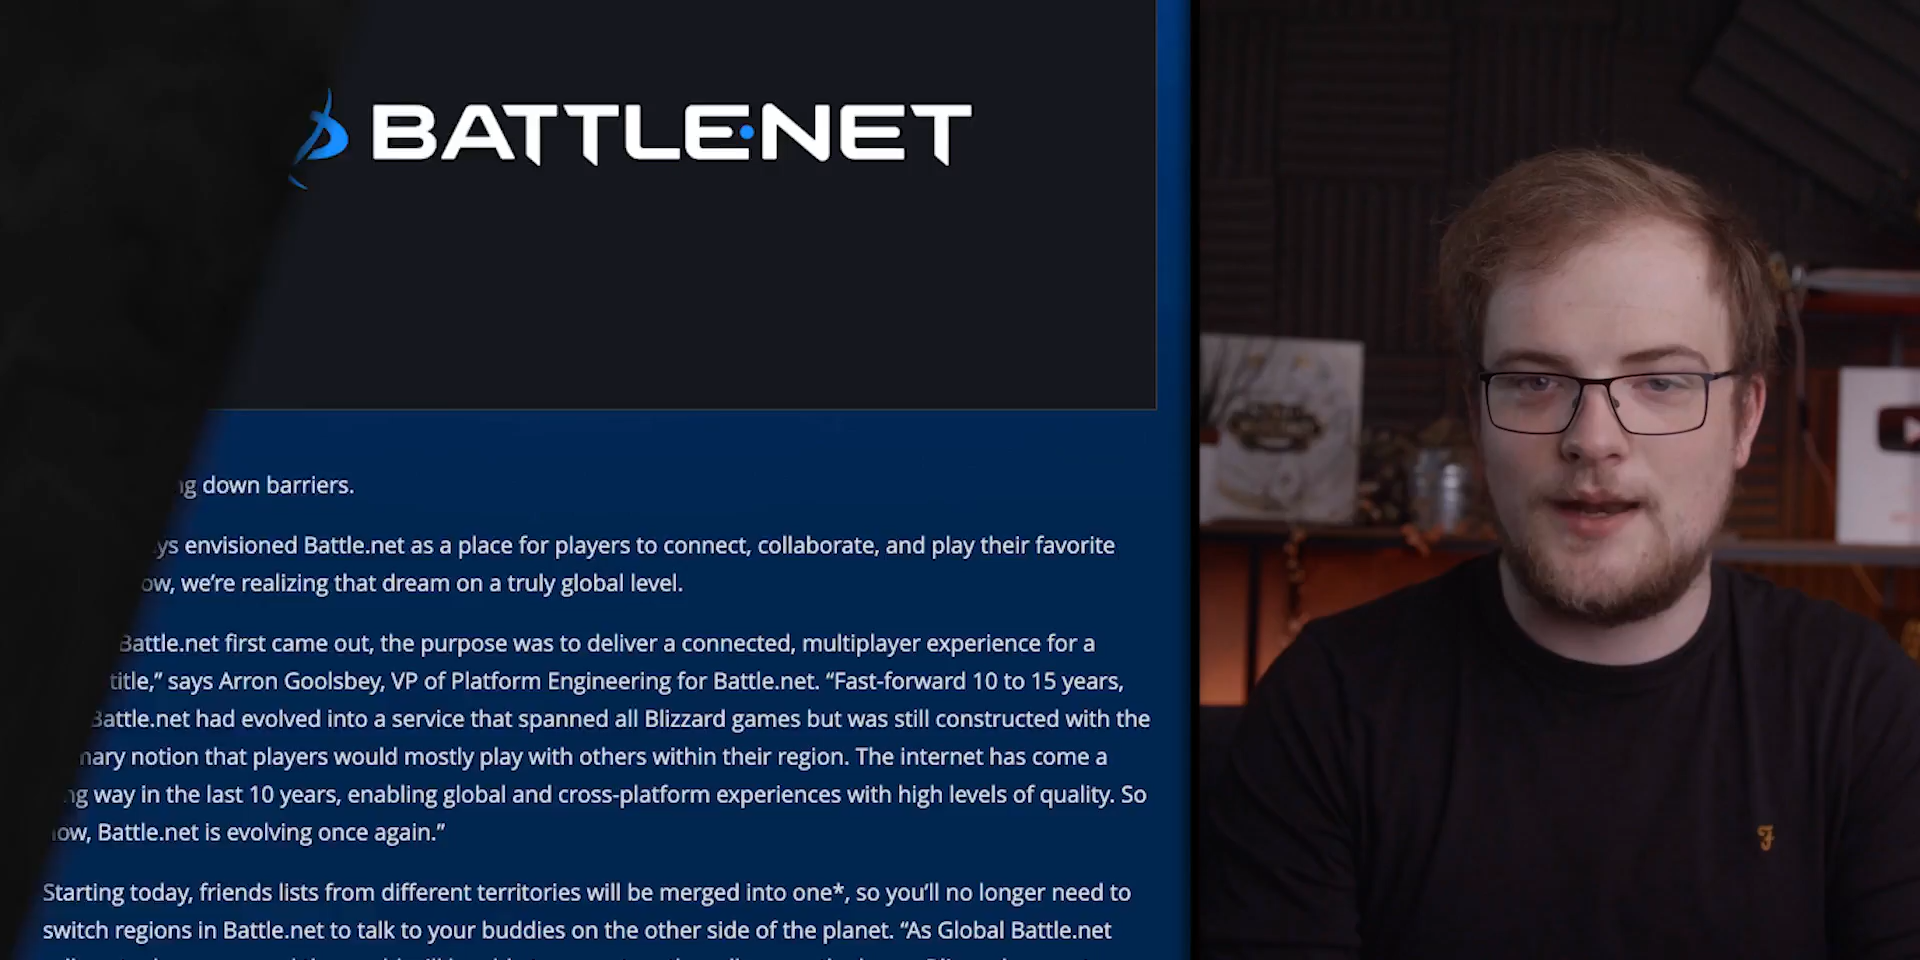 BATTLE.NET
down barriers.
envisioned Battle.net as a place for players to connect, collaborate, and play their favorite
we're realizing that dream on a truly global level.
Battle.net first came out, the purpose was to deliver a connected, multiplayer experience for a
title,” says Arron Goolsbey, VP of Platform Engineering for Battle.net. “Fast-forward 10 to 15 years,
Battle.net had evolved into a service that spanned all Blizzard games but was still constructed with the
notion that players would mostly play with others within their region. The internet has come a
way in the last 10 years, enabling global and cross-platform experiences with high levels of quality. So
now, Battle.net is evolving once again.”
Starting today, friends lists from different territories will be merged into one*, so you’ll no longer need to
switch regions in Battle.net to talk to your buddies on the other side of the planet. “As Global Battle.net